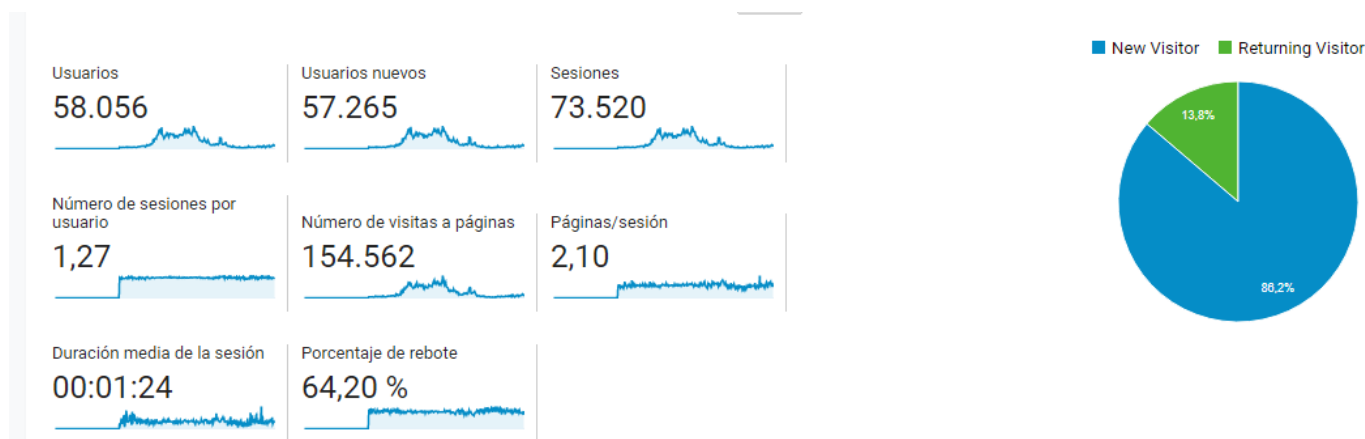 New Visitor
Returning Visitor
Usuarios
Usuarios nuevos
Sesiones
58.056
57.265
73.520
13,8%
86,2%
Número de sesiones por
usuario
Número de visitas a páginas
Páginas/sesión
1,27
154.562
2,10
Duración media de la sesión
Porcentaje de rebote
00:01:24
64,20 %